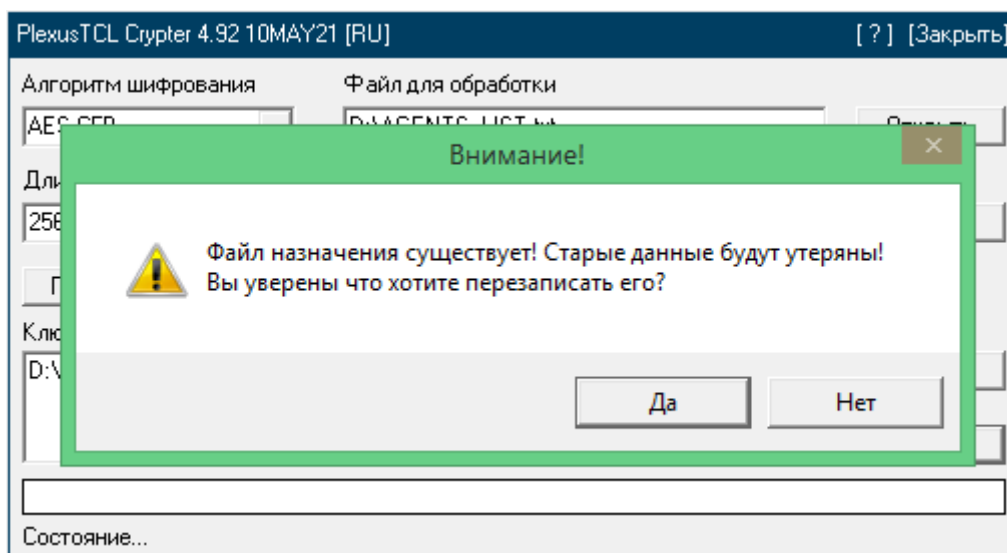 PlexusTCL Crypter 4.92 10MAY21 [RU] [ ? ] [Закрыть]
Алгоритм шифрования Файл для обработки
Внимание!
256
Файл назначения существует! Старые данные будут утеряны!
Вы уверены что хотите перезаписать его?
D:\
Да Нет
Состояние...